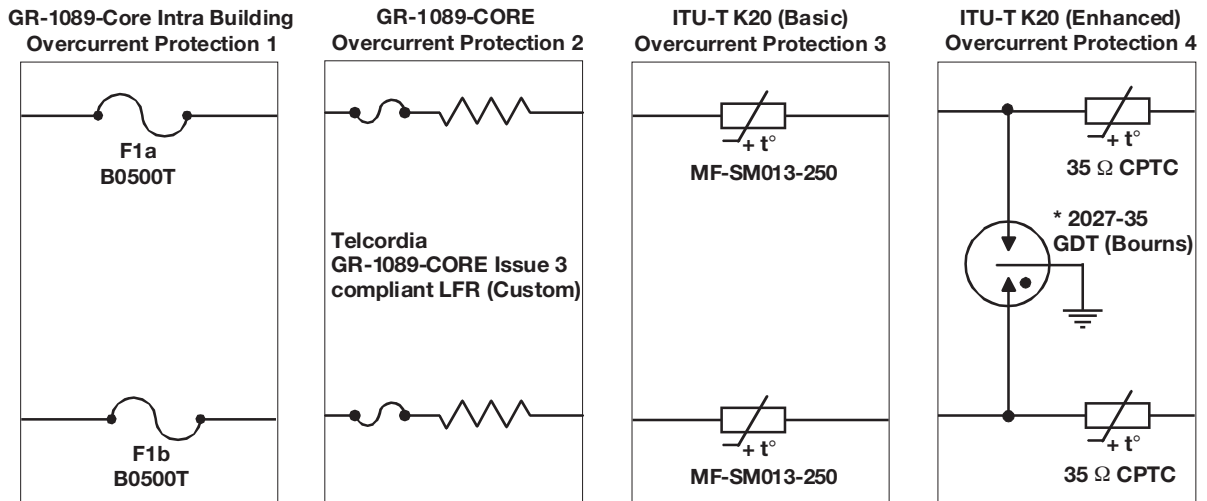 GR-1089-Core Intra Building
Overcurrent Protection 1
F1a
B0500T
F1b
B0500T
GR-1089-CORE
Overcurrent Protection 2
Telcordia
GR-1089-CORE Issue 3
compliant LFR (Custom)
ITU-T K20 (Basic)
Overcurrent Protection 3
+ t°
MF-SM013-250
+ t°
MF-SM013-250
ITU-T K20 (Enhanced)
Overcurrent Protection 4
+ t°
35 Ω CPTC
* 2027-35
GDT (Bourns)
+ t°
35 Ω CPTC